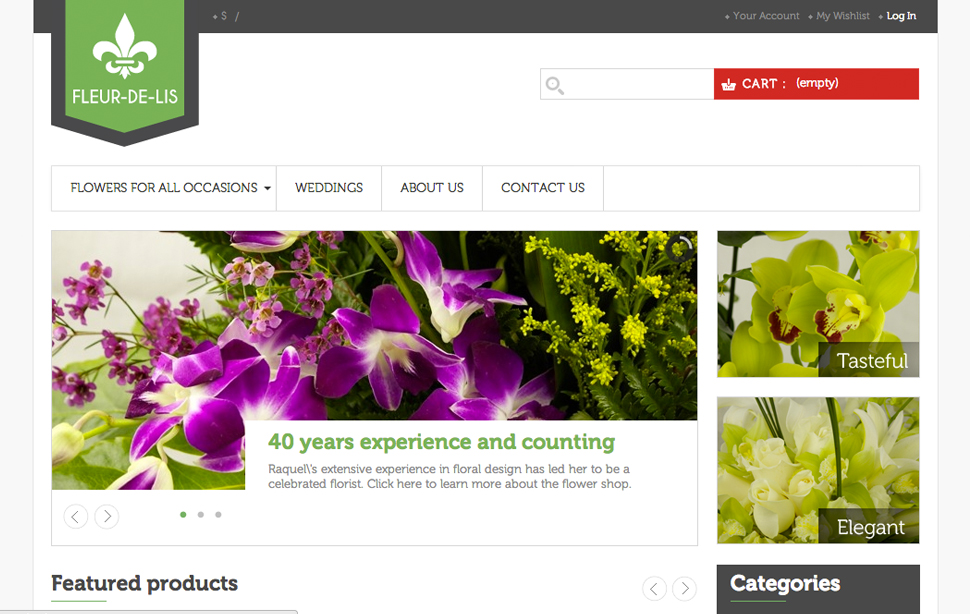 $ /
Your Account My Wishlist Log In
FLEUR-DE-LIS
CART : (empty)
FLOWERS FOR ALL OCCASIONS WEDDINGS ABOUT US CONTACT US
40 years experience and counting
Raquel\'s extensive experience in floral design has led her to be a
celebrated florist. Click here to learn more about the flower shop.
Tasteful
Elegant
Featured products
Categories